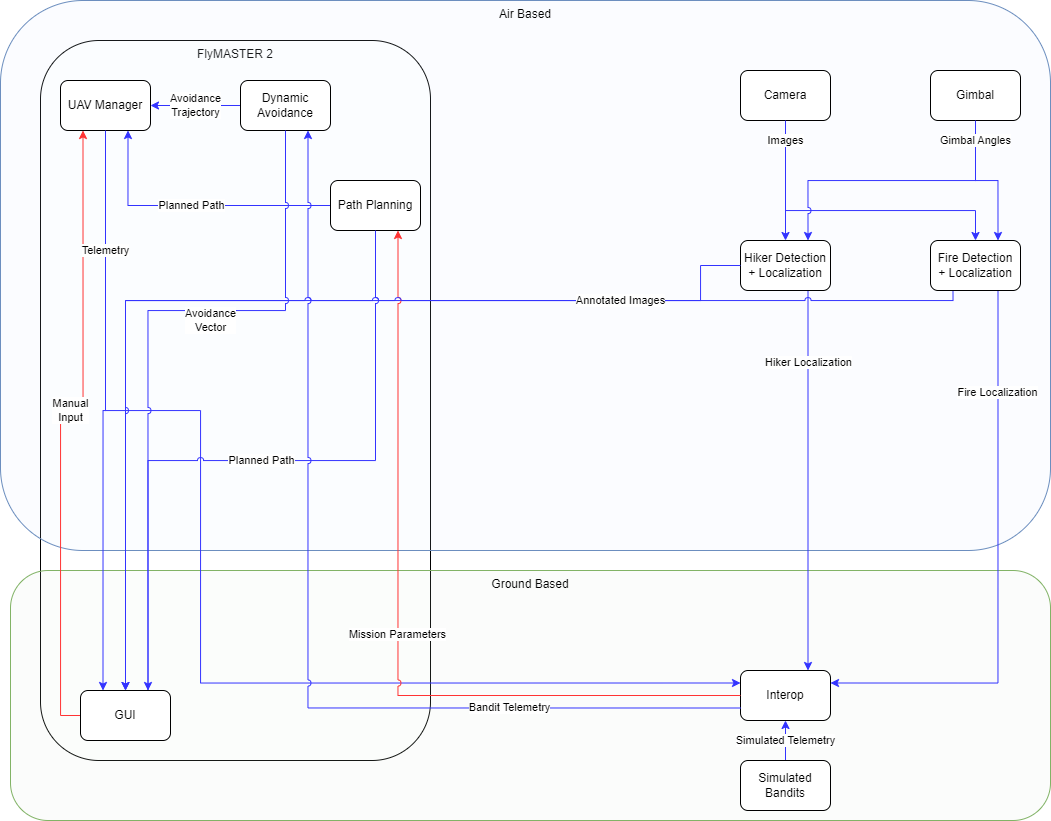 Air Based
FlyMASTER 2
UAV Manager
Avoidance
Trajectory
Dynamic
Avoidance
Camera
Gimbal
Images
Gimbal Angles
Planned Path
Path Planning
Telemetry
Hiker Detection
+ Localization
Fire Detection
+ Localization
Annotated Images
Avoidance
Vector
Hiker Localization
Fire Localization
Manual
Input
Planned Path
Ground Based
Mission Parameters
GUI
Interop
Bandit Telemetry
Simulated Telemetry
Simulated
Bandits